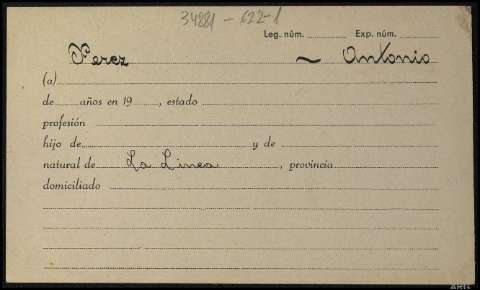 34881-622-1
Leg. núm. Exp. núm.
Perez ~ Antonio
(a)
de años en 19 , estado
profesión
hijo de y de
natural de La Linea , provincia
domiciliado